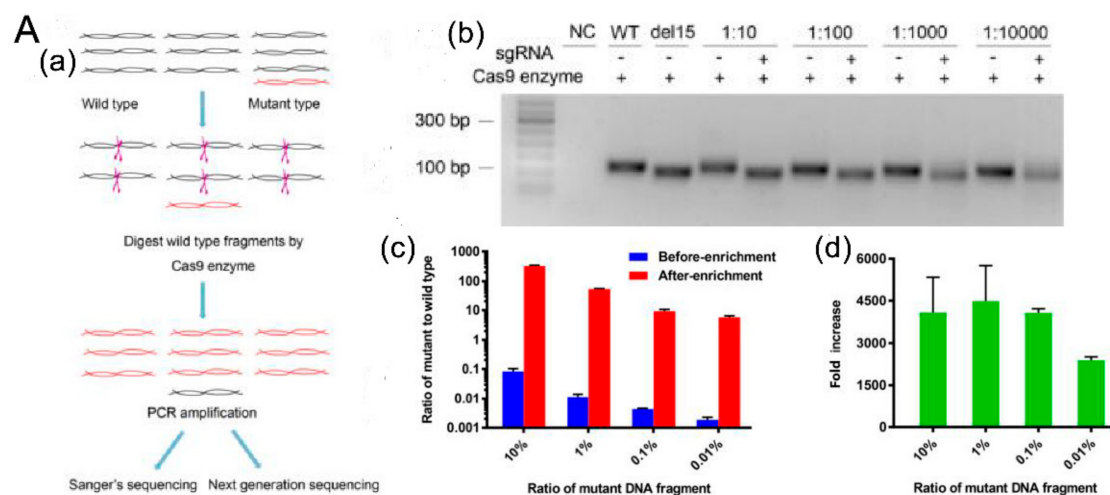 A
(a)
Wild type
Mutant type
Digest wild type fragments by
Cas9 enzyme
PCR amplification
Sanger's sequencing
Next generation sequencing
(b)
NC WT del15 1:10 1:100 1:1000 1:10000
sgRNA - - - + - + - + - +
Cas9 enzyme + + + + + + + + + +
300 bp
100 bp
(c)
Ratio of mutant to wild type
1000
100
10
1
0.1
0.01
0.001
Before-enrichment
After-enrichment
10% 1% 0.1% 0.01%
Ratio of mutant DNA fragment
(d)
Fold increase
6000
4500
3000
1500
0
10% 1% 0.1% 0.01%
Ratio of mutant DNA fragment